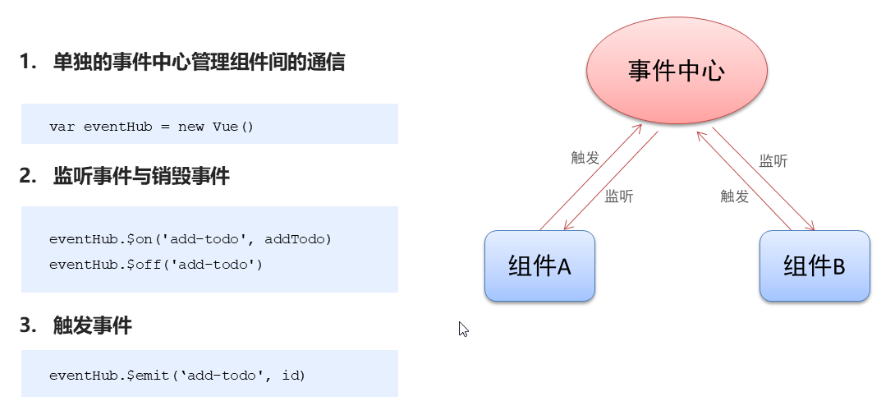 1. 单独的事件中心管理组件间的通信
var eventHub = new Vue()
2. 监听事件与销毁事件
eventHub.$on('add-todo', addTodo)
eventHub.$off('add-todo')
3. 触发事件
eventHub.$emit(‘add-todo', id)
事件中心
触发
监听
监听
触发
组件A
组件B